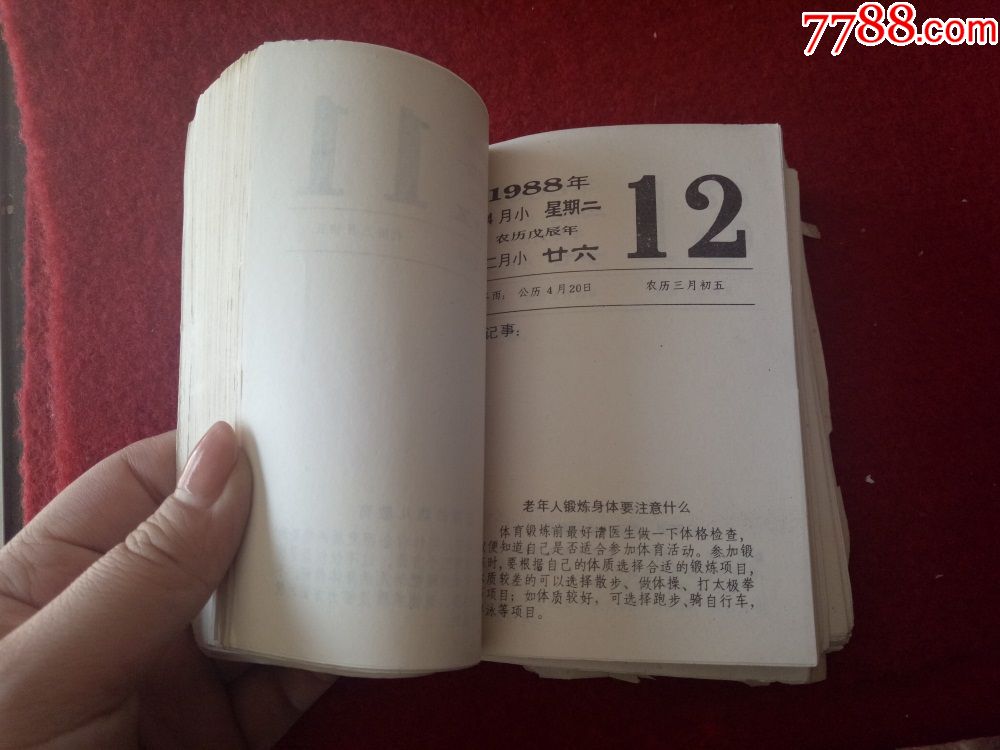 7788.com
11
1988年
4月小 星期二
农历戊辰年
二月小 廿六
12
雨: 公历4月20日 农历三月初五
记事:
老年人锻炼身体要注意什么
体育锻炼前最好请医生做一下体格检查,
便知道自己是否适合参加体育活动。参加锻
时,要根据自己的体质选择合适的锻炼项目,
质较差的可以选择散步、做体操、打太极拳
项目;如体质较好,可选择跑步、骑自行车,
泳等项目。